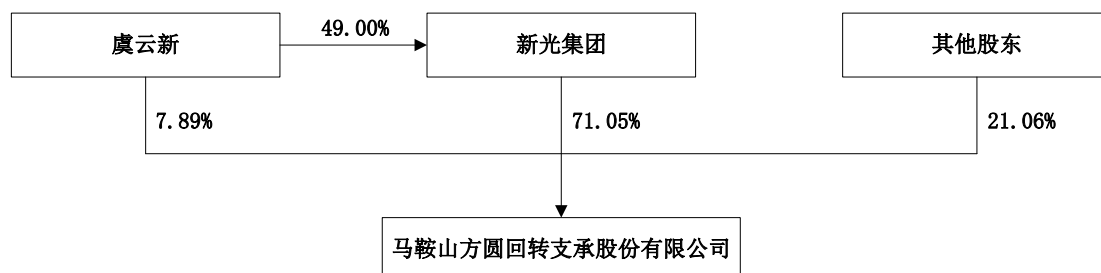 虞云新
49.00%
新光集团
其他股东
7.89%
71.05%
21.06%
马鞍山方圆回转支承股份有限公司